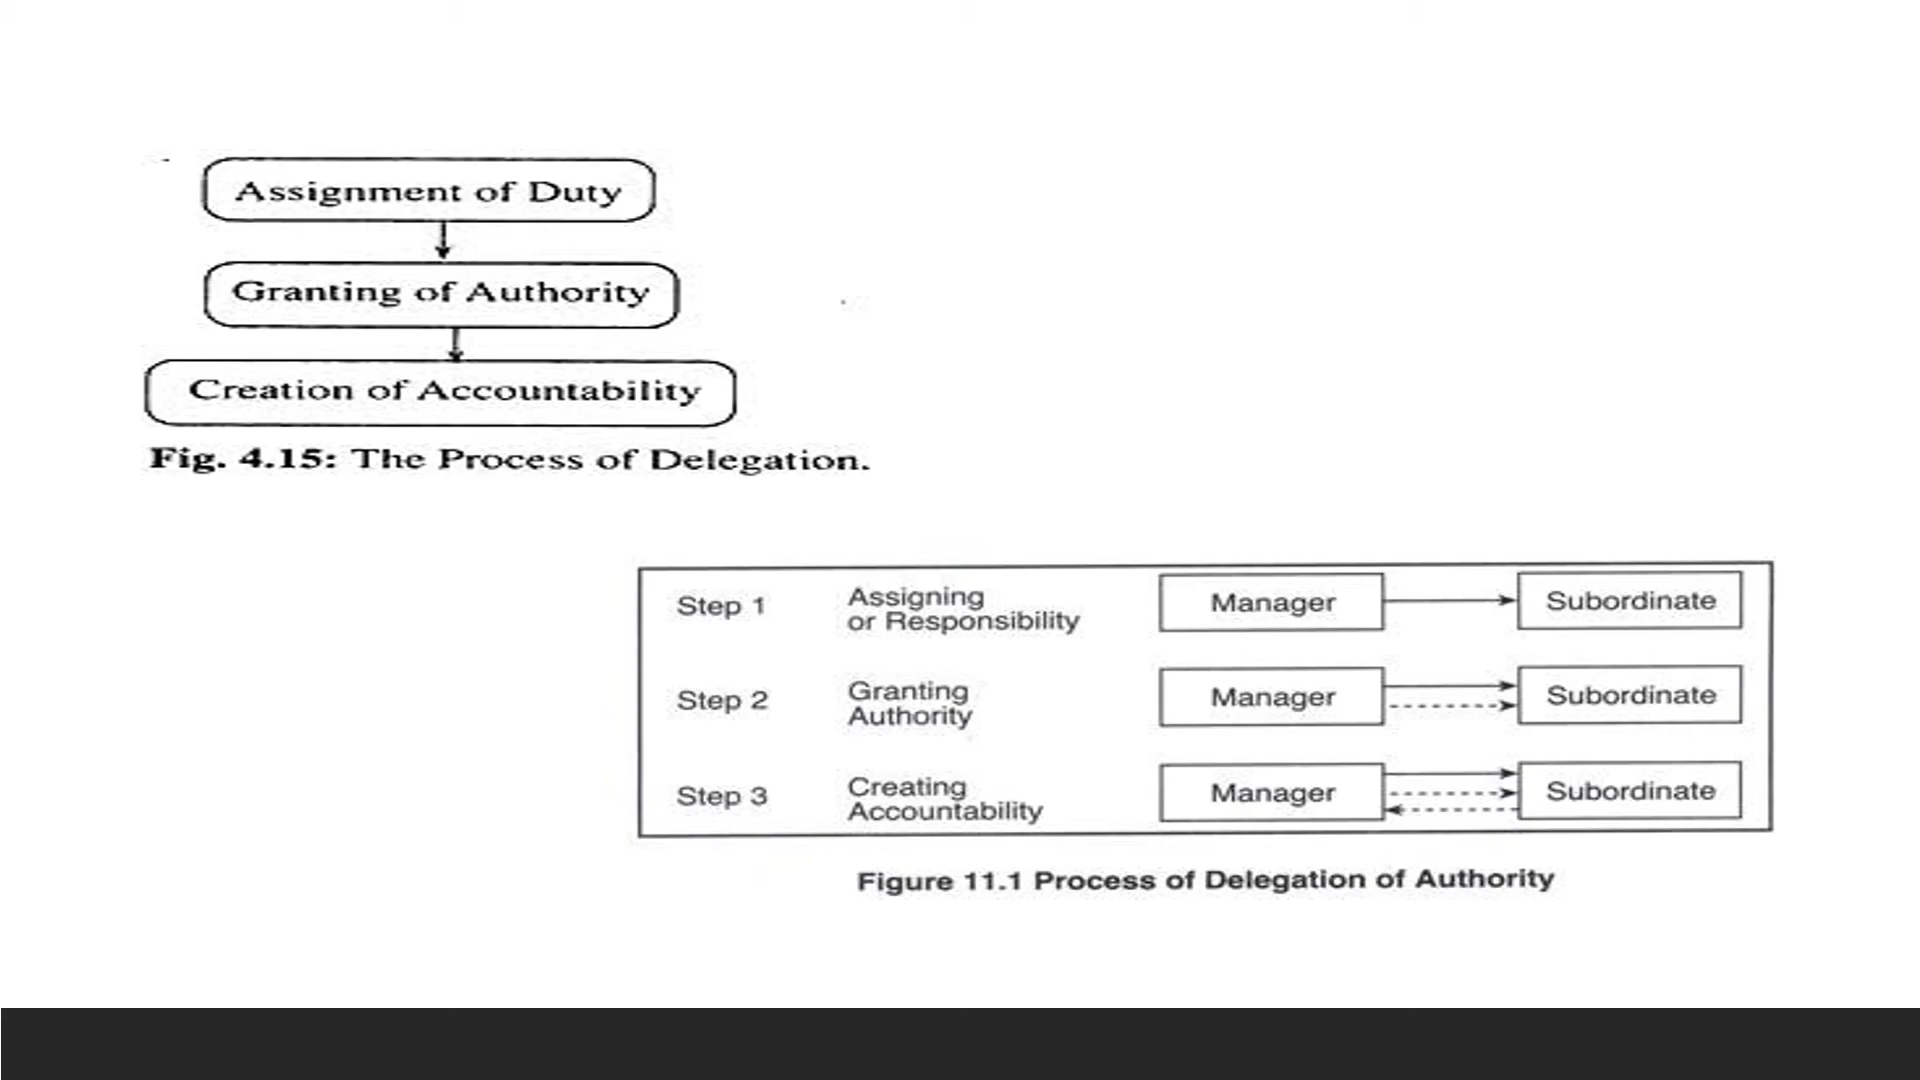 Assignment of Duty
Granting of Authority
Creation of Accountability
Fig. 4.15: The Process of Delegation.
Step 1 Assigning or Responsibility Manager Subordinate
Step 2 Granting Authority Manager Subordinate
Step 3 Creating Accountability Manager Subordinate
Figure 11.1 Process of Delegation of Authority